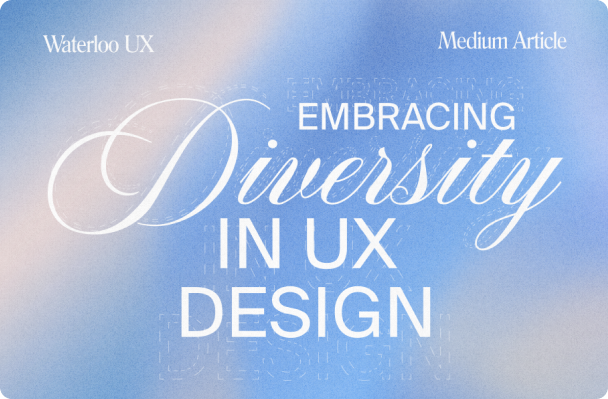 Waterloo UX
Medium Article
EMBRACING
Diversity
IN UX
DESIGN